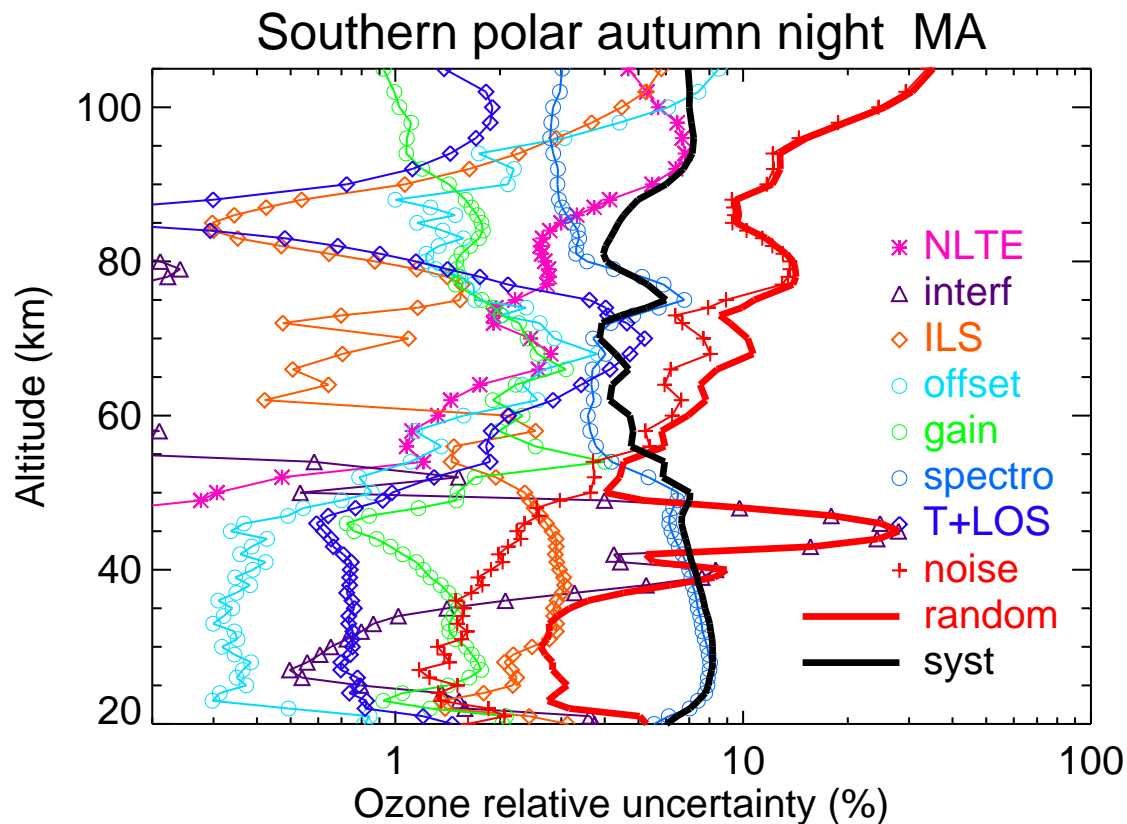 Southern polar autumn night  MA
100
80
60
40
20
Altitude (km)
NLTE
interf
ILS
offset
gain
spectro
T+LOS
noise
random
syst
1
10
100
Ozone relative uncertainty (%)